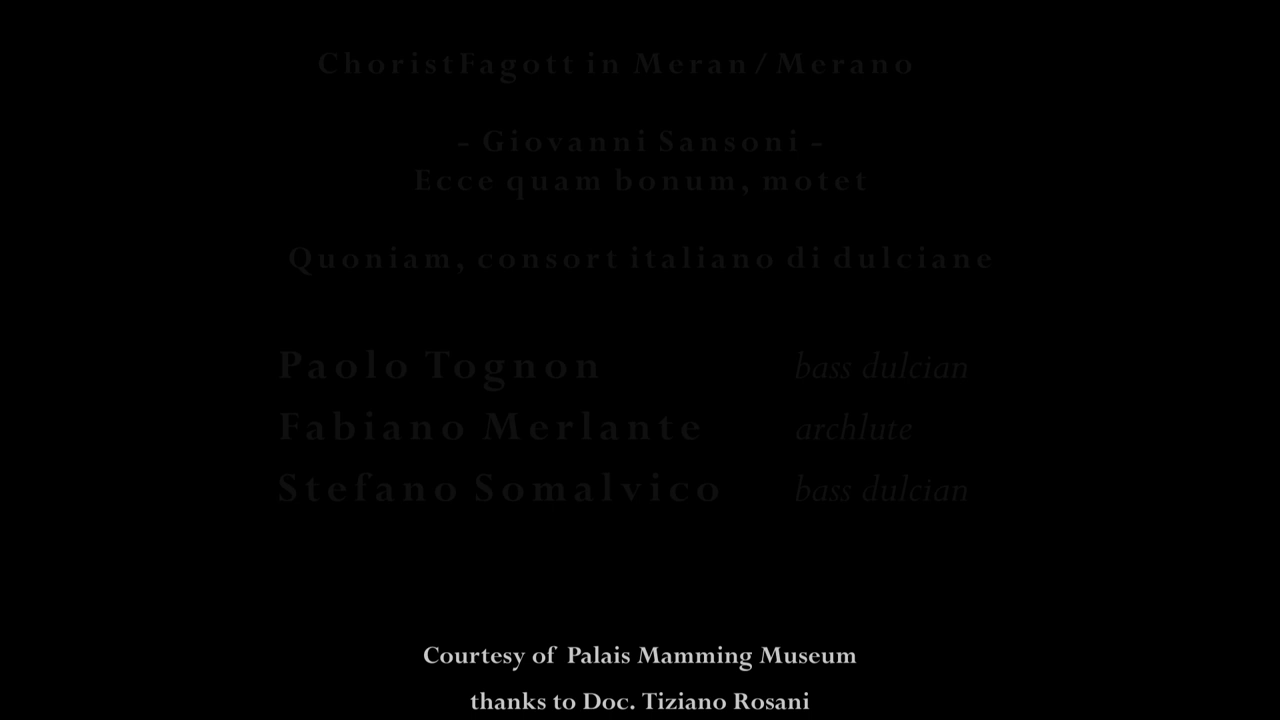 ChoristFagott in Meran/Merano
- Giovanni Sansoni -
Ecce quam bonum, motet
Quoniam, consort italiano di dulciane
Paolo Tognon bass dulcian
Fabiano Merlante archlute
Stefano Somalvico bass dulcian
Courtesy of Palais Mamming Museum
thanks to Doc. Tiziano Rosani